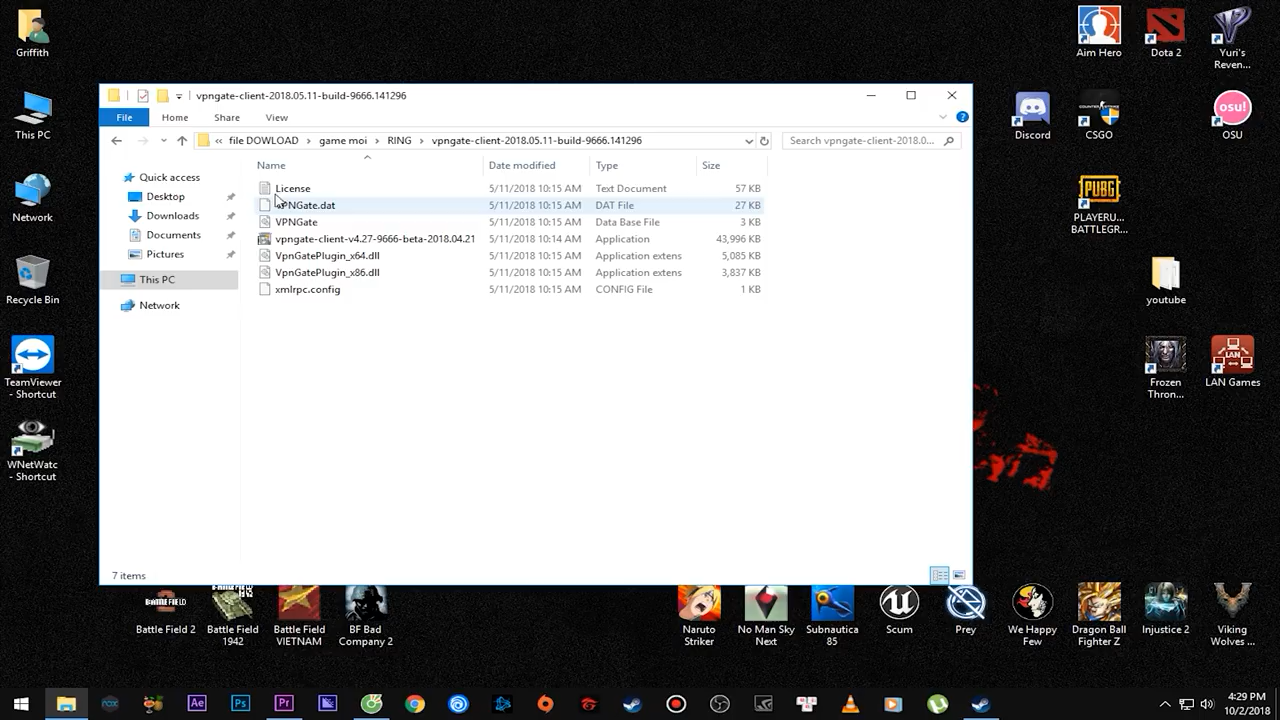 Griffith
This PC
Network
Recycle Bin
TeamViewer
- Shortcut
WNetWatc
- Shortcut
vpngate-client-2018.05.11-build-9666.141296
File Home Share View
« file DOWLOAD > game moi > RING > vpngate-client-2018.05.11-build-9666.141296
Search vpngate-client-2018.05.11-build-9666.0...
Quick access
Desktop
Downloads
Documents
Pictures
This PC
Network
Name Date modified Type Size
License 5/11/2018 10:15 AM Text Document 57 KB
VPNGate.dat 5/11/2018 10:15 AM DAT File 27 KB
VPNGate 5/11/2018 10:15 AM Data Base File 3 KB
vpngate-client-v4.27-9666-beta-2018.04.21 5/11/2018 10:14 AM Application 43,996 KB
VpnGatePlugin_x64.dll 5/11/2018 10:15 AM Application extens 5,085 KB
VpnGatePlugin_x86.dll 5/11/2018 10:15 AM Application extens 3,837 KB
xmlrpc.config 5/11/2018 10:15 AM CONFIG File 1 KB
7 items
Aim Hero
Dota 2
Yuri's
Reven...
Discord
CSGO
OSU
PLAYERU...
BATTLEGR...
youtube
Frozen
Thron...
LAN Games
Battle Field 2
Battle Field
1942
Battle Field
VIETNAM
BF Bad
Company 2
Naruto
Striker
No Man Sky
Next
Subnautica
85
Scum
Prey
We Happy
Few
Dragon Ball
Fighter Z
Injustice 2
Viking
Wolves ...
4:29 PM
10/2/2018